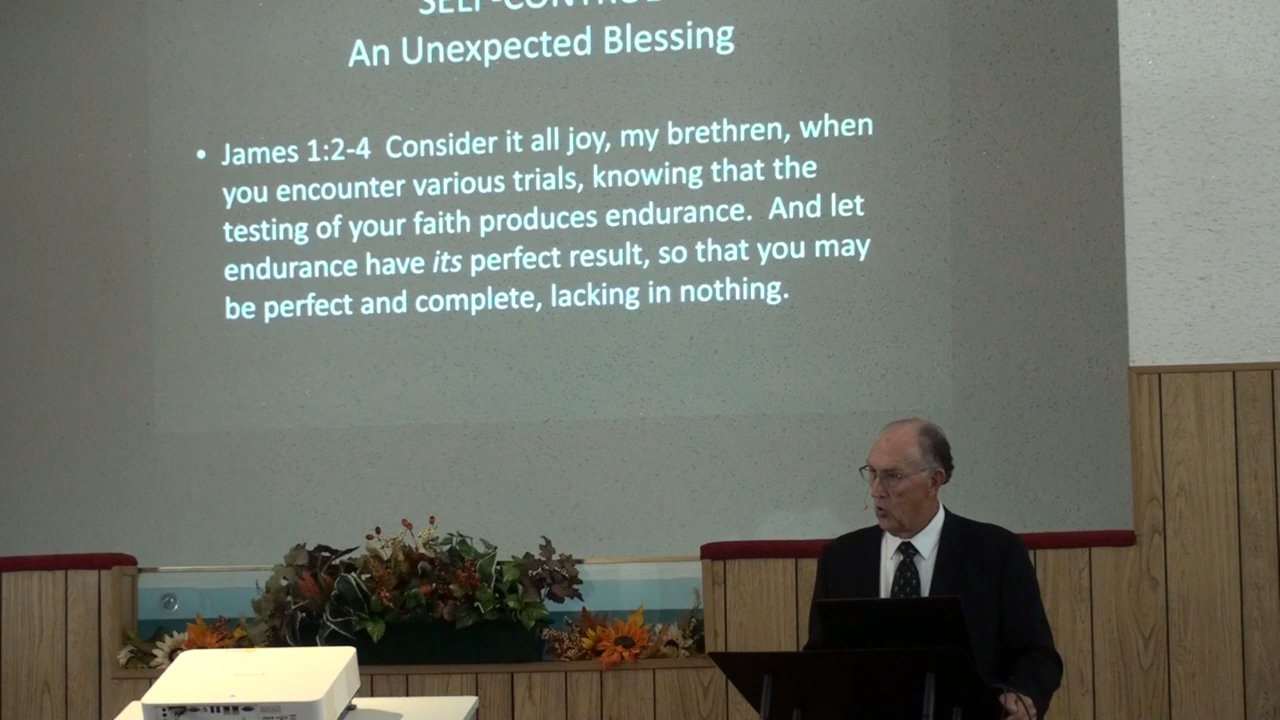 SELF-CONTROL
An Unexpected Blessing
• James 1:2-4 Consider it all joy, my brethren, when
you encounter various trials, knowing that the
testing of your faith produces endurance. And let
endurance have its perfect result, so that you may
be perfect and complete, lacking in nothing.